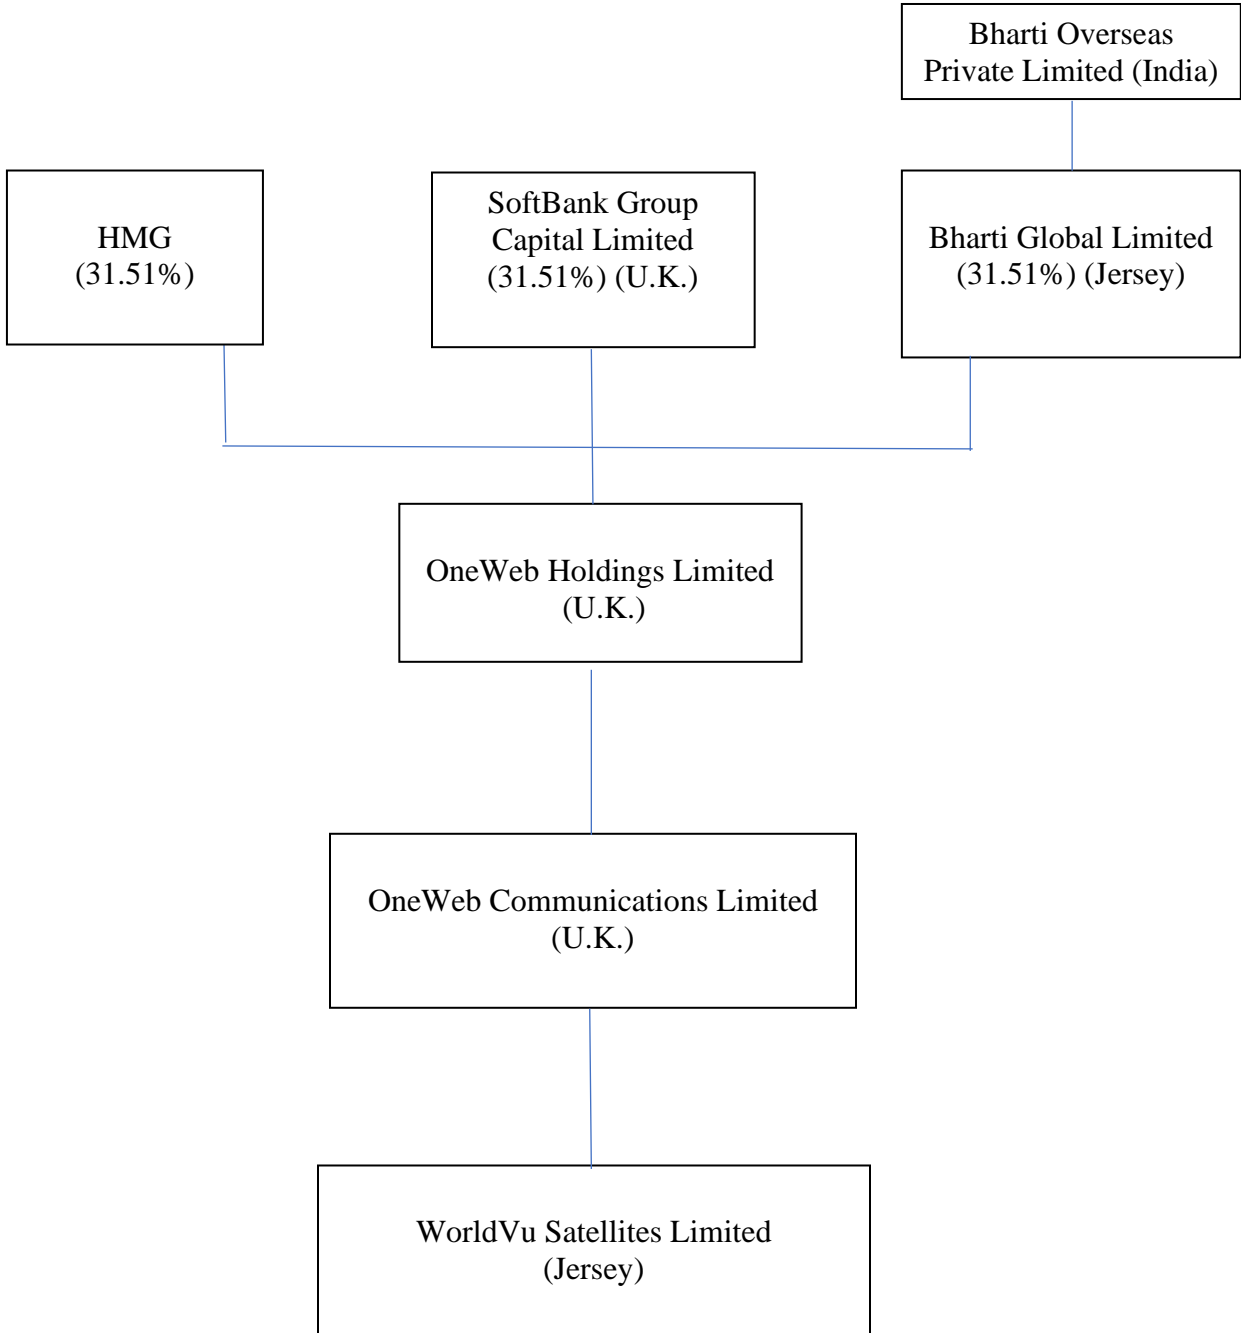 Bharti Overseas
Private Limited (India)
HMG
(31.51%)
SoftBank Group
Capital Limited
(31.51%) (U.K.)
Bharti Global Limited
(31.51%) (Jersey)
OneWeb Holdings Limited
(U.K.)
OneWeb Communications Limited
(U.K.)
WorldVu Satellites Limited
(Jersey)